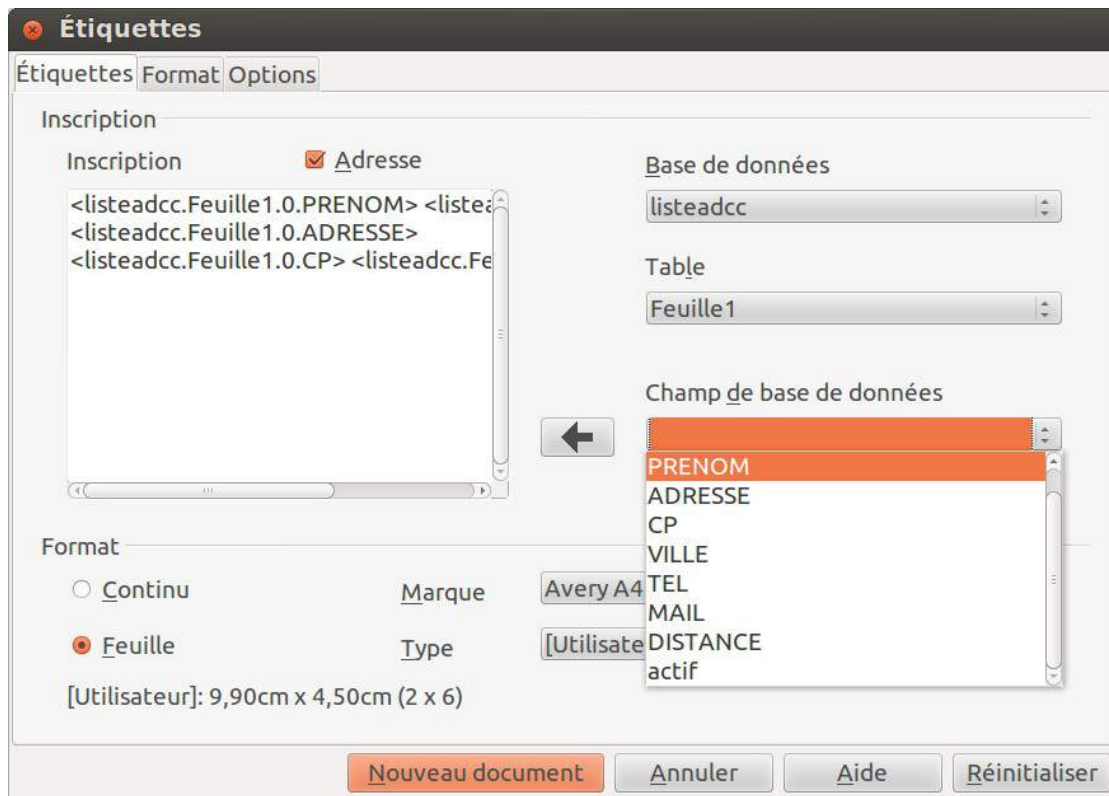 Étiquettes
Étiquettes Format Options
Inscription
Inscription Adresse
<listeadcc.Feuille1.0.PRENOM> <listea
<listeadcc.Feuille1.0.ADRESSE>
<listeadcc.Feuille1.0.CP> <listeadcc.Fe
Base de données
listeadcc
Table
Feuille1
Champ de base de données
PRENOM
ADRESSE
CP
VILLE
TEL
MAIL
DISTANCE
actif
Format
Continu
Marque Avery A4
Feuille
Type [Utilisate
[Utilisateur]: 9,90cm x 4,50cm (2 x 6)
Nouveau document Annuler Aide Réinitialiser